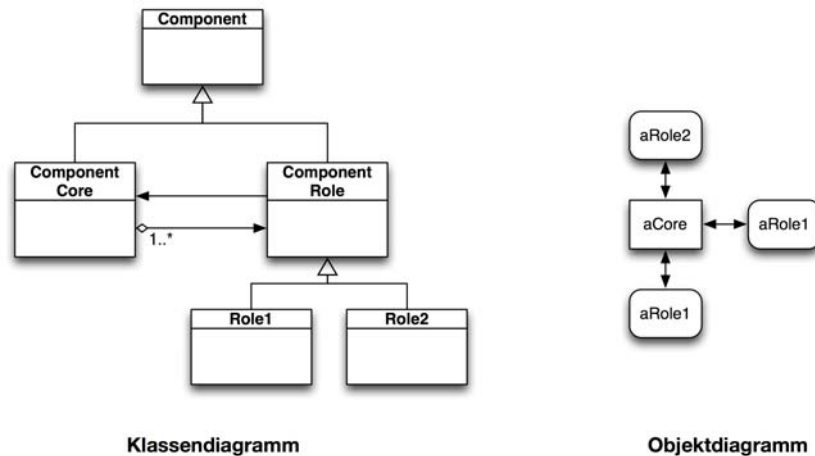 Component
Component
Core
Component
Role
1..*
Role1
Role2
Klassendiagramm
aRole2
aCore
aRole1
aRole1
Objektdiagramm